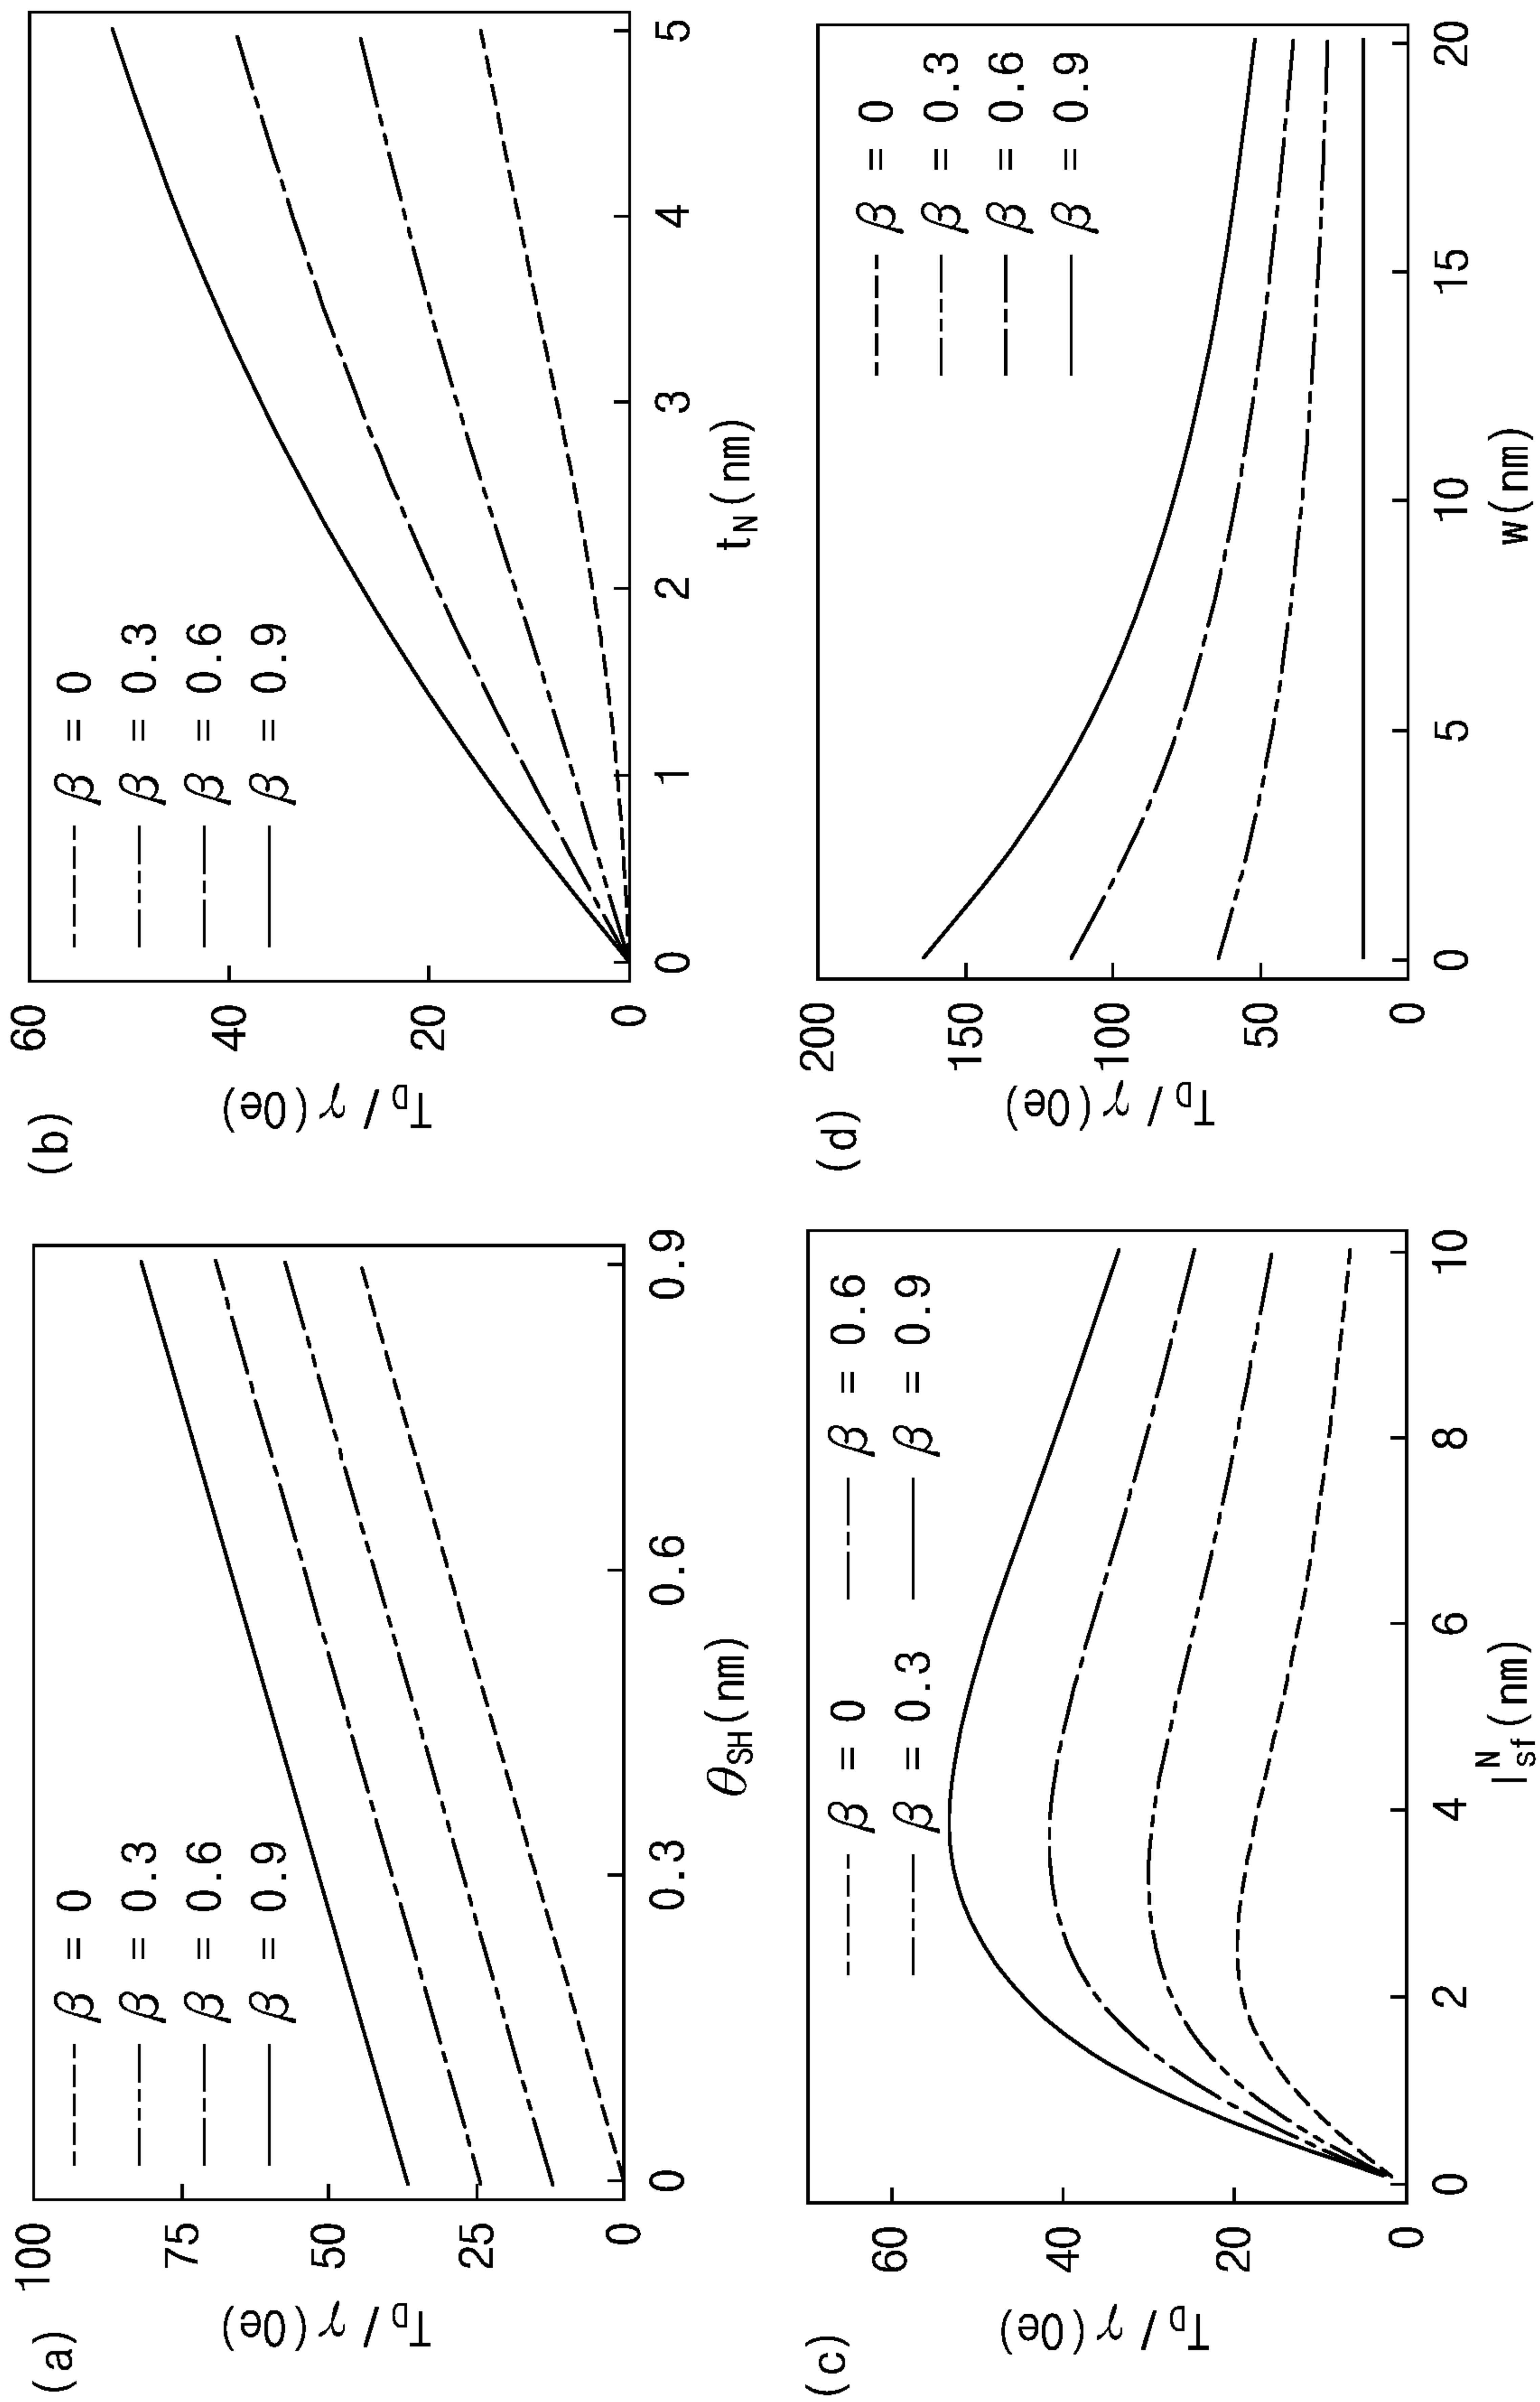 (a)
T_D/γ(Oe)
100
75
50
25
0
β = 0
β = 0.3
β = 0.6
β = 0.9
0 0.3 0.6 0.9
θ_SH(nm)
(b)
T_D/γ(Oe)
60
40
20
0
β = 0
β = 0.3
β = 0.6
β = 0.9
0 1 2 3 4 5
t_N(nm)
(c)
T_D/γ(Oe)
60
40
20
0
β = 0 β = 0.6
β = 0.3 β = 0.9
0 2 4 6 8 10
l_sf^N(nm)
(d)
T_D/γ(Oe)
200
150
100
50
0
β = 0
β = 0.3
β = 0.6
β = 0.9
0 5 10 15 20
w(nm)